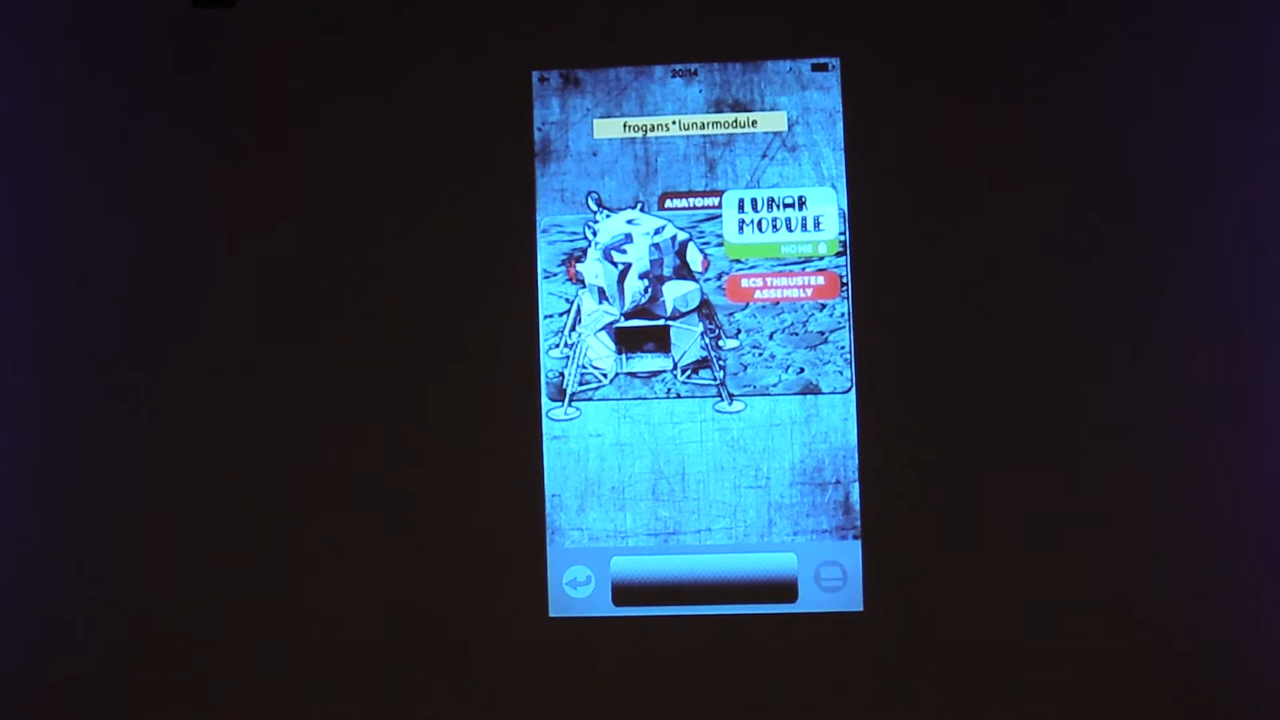 20:14
frogans*lunarmodule
ANATOMY
LUNAR
MODULE
HOME
RCS THRUSTER
ASSEMBLY